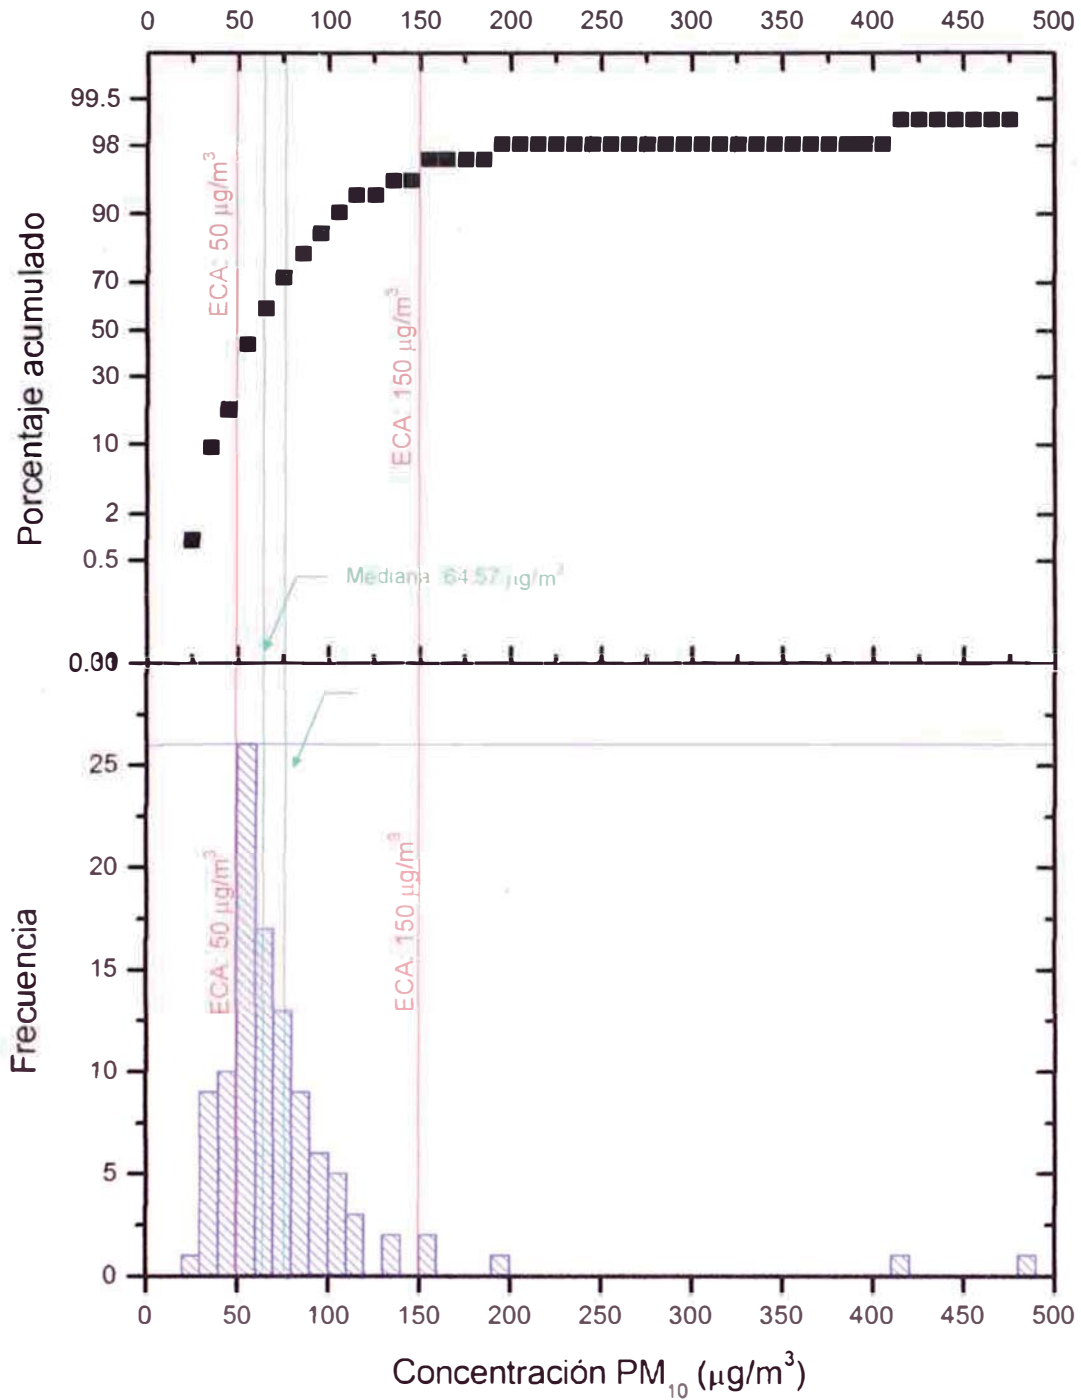 0 50 100 150 200 250 300 350 400 450 500
99.5
98
90
70
50
30
10
2
0.5
Porcentaje acumulado
ECA: 50 µg/m³
ECA: 150 µg/m³
Mediana 64.57 µg/m³
25
20
15
10
5
0
Frecuencia
ECA: 50 µg/m³
ECA: 150 µg/m³
0 50 100 150 200 250 300 350 400 450 500
Concentración PM₁₀ (µg/m³)